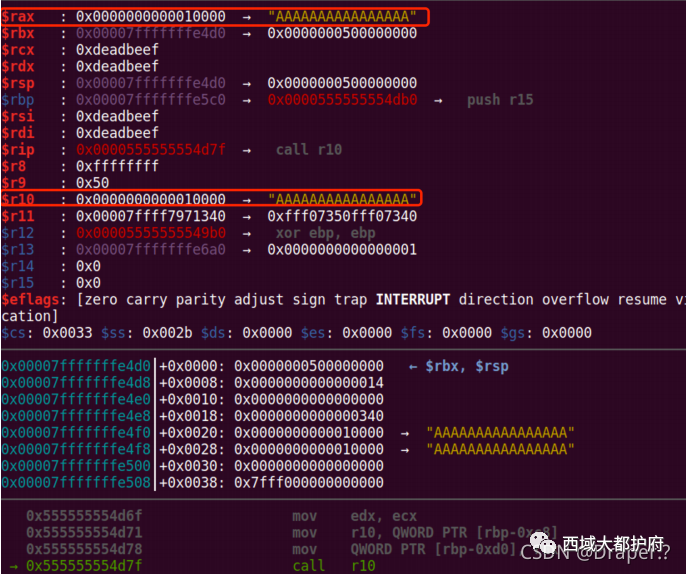 $rax   : 0x0000000000010000  →  "AAAAAAAAAAAAAAAA"
$rbx   : 0x00007fffffffe4d0  →  0x0000000500000000
$rcx   : 0xdeadbeef
$rdx   : 0xdeadbeef
$rsp   : 0x00007fffffffe4d0  →  0x0000000500000000
$rbp   : 0x00007fffffffe5c0  →  0x0000555555554db0  →   push r15
$rsi   : 0xdeadbeef
$rdi   : 0xdeadbeef
$rip   : 0x0000555555554d7f  →   call r10
$r8    : 0xffffffff
$r9    : 0x50
$r10   : 0x0000000000010000  →  "AAAAAAAAAAAAAAAA"
$r11   : 0x00007ffff7971340  →  0xfff07350fff07340
$r12   : 0x00005555555549b0  →   xor ebp, ebp
$r13   : 0x00007fffffffe6a0  →  0x0000000000000001
$r14   : 0x0
$r15   : 0x0
$eflags: [zero carry parity adjust sign trap INTERRUPT direction overflow resume vi
cation]
$cs: 0x0033 $ss: 0x002b $ds: 0x0000 $es: 0x0000 $fs: 0x0000 $gs: 0x0000
0x00007fffffffe4d0│+0x0000: 0x0000000500000000   ← $rbx, $rsp
0x00007fffffffe4d8│+0x0008: 0x0000000000000014
0x00007fffffffe4e0│+0x0010: 0x0000000000000000
0x00007fffffffe4e8│+0x0018: 0x0000000000000340
0x00007fffffffe4f0│+0x0020: 0x0000000000010000  →  "AAAAAAAAAAAAAAAA"
0x00007fffffffe4f8│+0x0028: 0x0000000000010000  →  "AAAAAAAAAAAAAAAA"
0x00007fffffffe500│+0x0030: 0x0000000000000000
0x00007fffffffe508│+0x0038: 0x7fff000000000000
0x555555554d6f                  mov    edx, ecx
0x555555554d71                  mov    r10, QWORD PTR [rbp-0xc8]
0x555555554d78                  mov    QWORD PTR [rbp-0xd0],
→ 0x555555554d7f                  call   r10
西域大都护府
CSDN @Draper.?